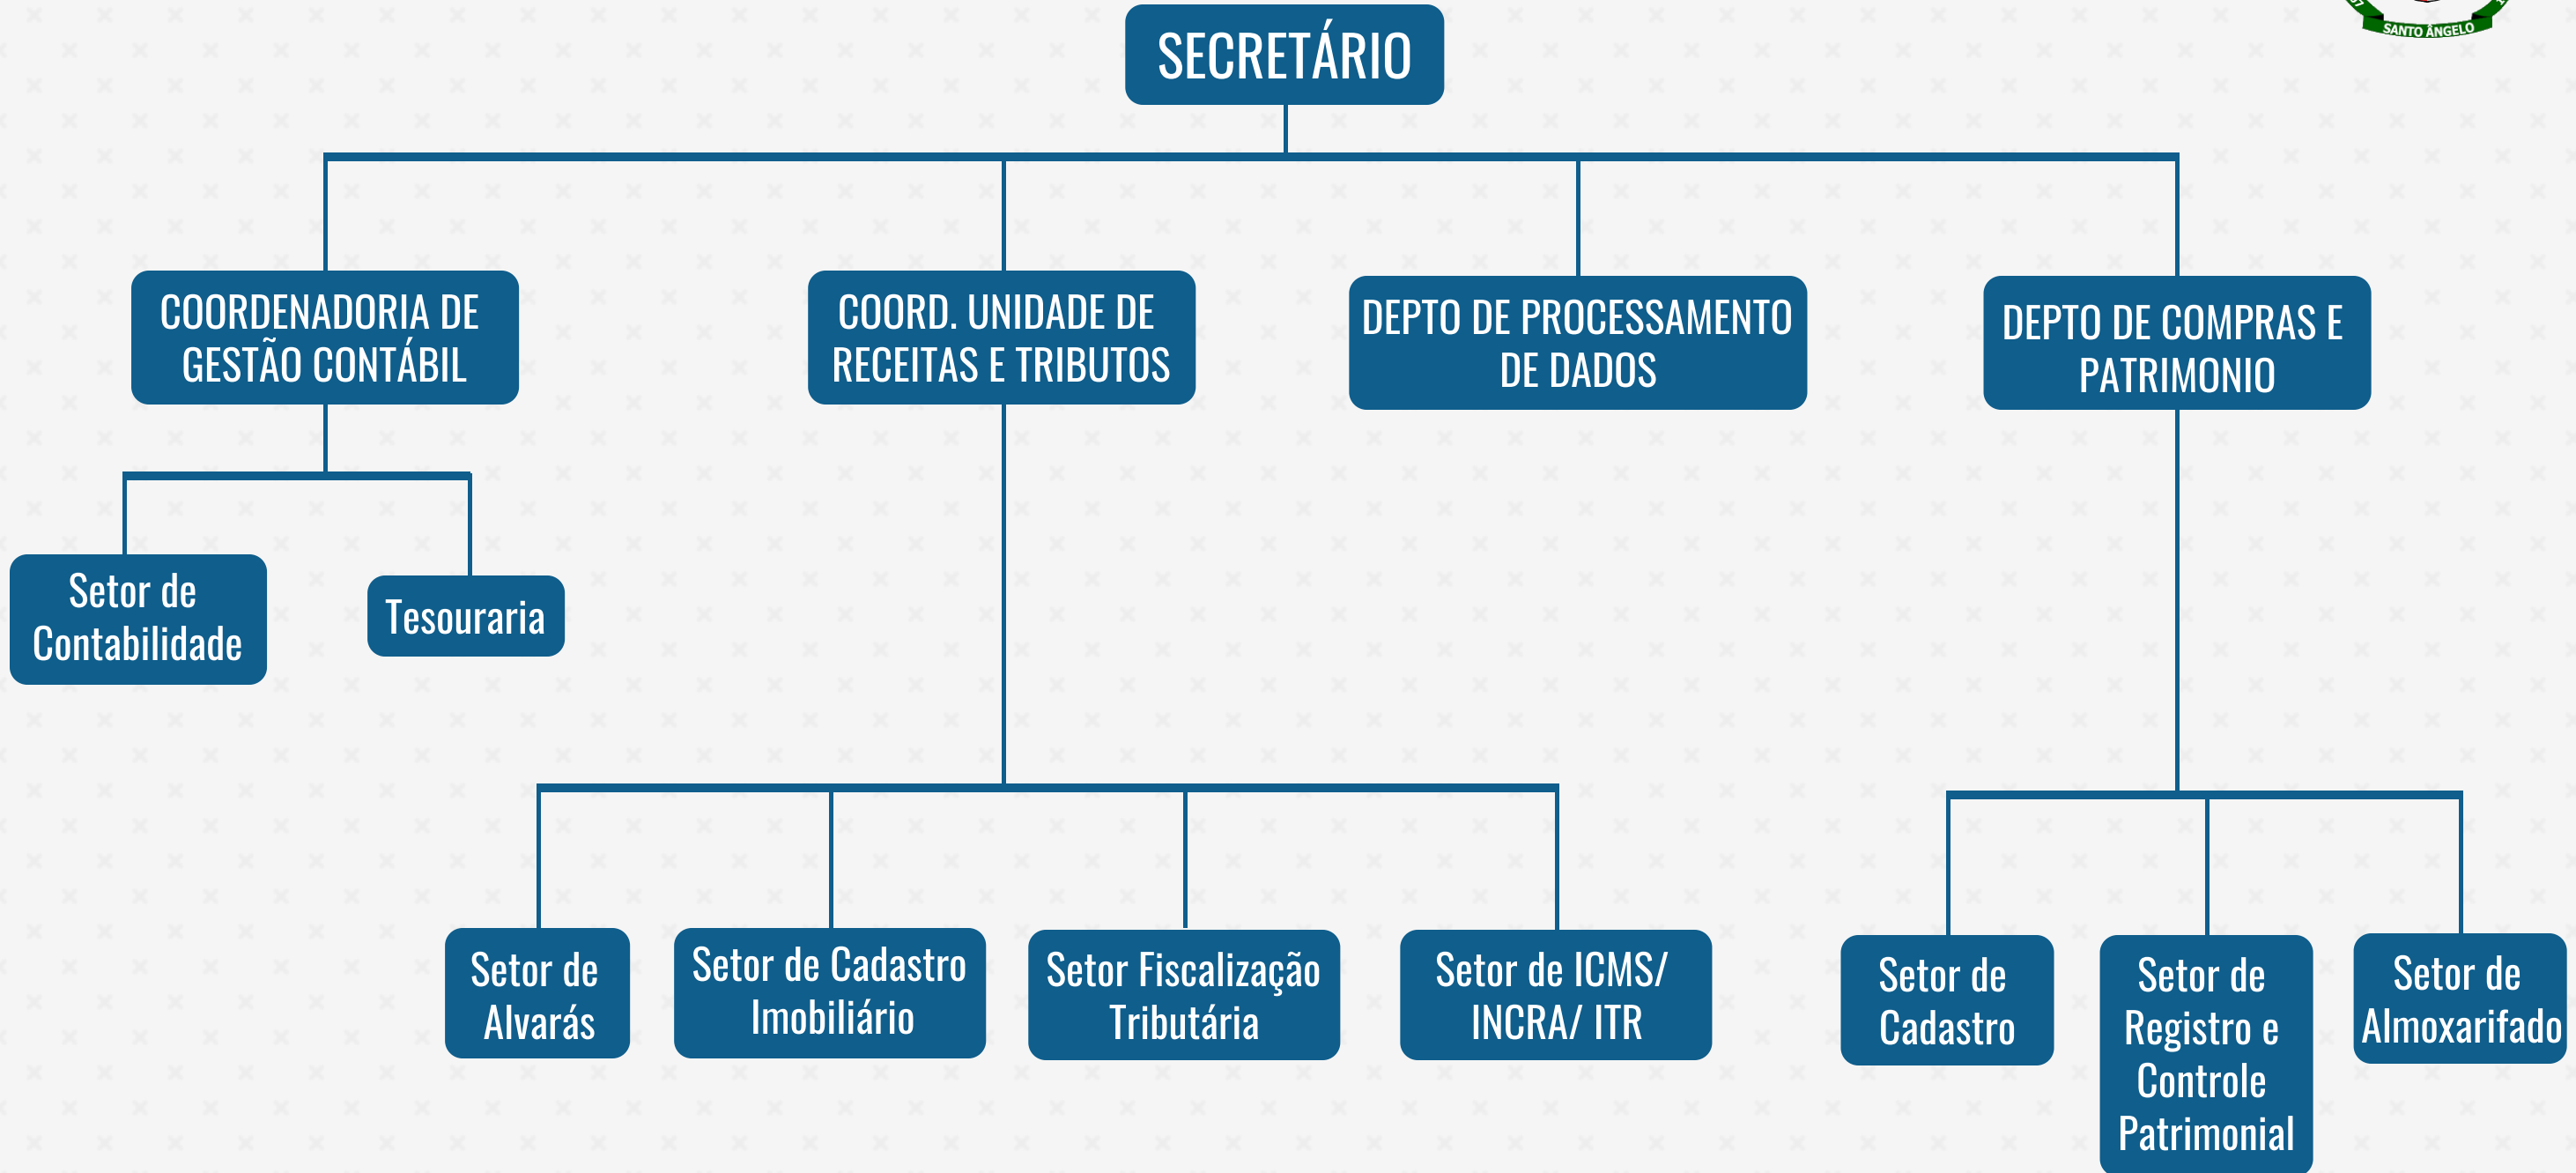 SECRETÁRIO
SANTO ÂNGELO
COORDENADORIA DE
GESTÃO CONTÁBIL
COORD. UNIDADE DE
RECEITAS E TRIBUTOS
DEPTO DE PROCESSAMENTO
DE DADOS
DEPTO DE COMPRAS E
PATRIMONIO
Setor de
Contabilidade
Tesouraria
Setor de
Alvarás
Setor de Cadastro
Imobiliário
Setor Fiscalização
Tributária
Setor de ICMS/
INCRA/ ITR
Setor de
Cadastro
Setor de
Registro e
Controle
Patrimonial
Setor de
Almoxarifado